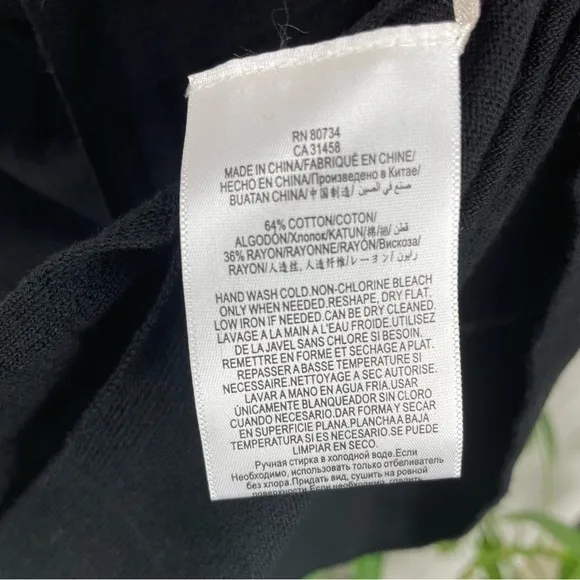 RN 80734
CA 31458
MADE IN CHINA/FABRIQUÉ EN CHINE/
HECHO EN CHINA/Произведено в Китае/
BUATAN CHINA/中国制造/ صنع في الصين/
64% COTTON/COTON/
ALGODÓN/Хлопок/KATUN/棉/綿/قطن/
36% RAYON/RAYONNE/RAYÓN/Вискоза/
RAYON/人造丝,人造絲/レーヨン/رايون/
HAND WASH COLD.NON-CHLORINE BLEACH
ONLY WHEN NEEDED.RESHAPE, DRY FLAT.
LOW IRON IF NEEDED.CAN BE DRY CLEANED.
LAVAGE A LA MAIN A L'EAU FROIDE.UTILISEZ
DE LA JAVEL SANS CHLORE SI BESOIN.
REMETTRE EN FORME ET SECHAGE A PLAT.
REPASSER A BASSE TEMPERATURE SI
NECESSAIRE.NETTOYAGE A SEC AUTORISE.
LAVAR A MANO EN AGUA FRIA.USAR
ÚNICAMENTE BLANQUEADOR SIN CLORO
CUANDO NECESARIO.DAR FORMA Y SECAR
EN SUPERFICIE PLANA.PLANCHA A BAJA
TEMPERATURA SI ES NECESARIO.SE PUEDE
LIMPIAR EN SECO.
Ручная стирка в холодной воде.Если
Необходимо, использовать только отбеливатель
без хлора.Придать вид, сушить на ровной
поверхности.Если необходимо, гладить